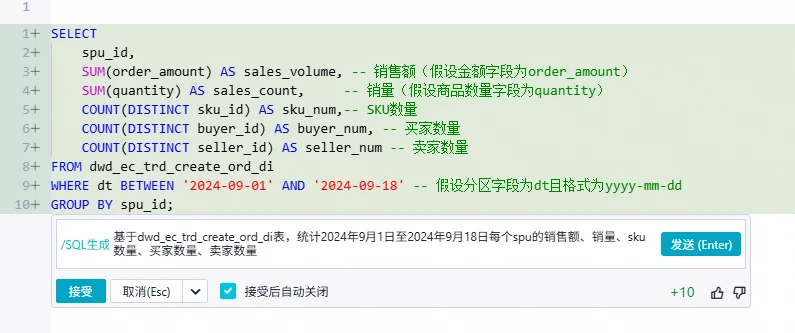 1
1+ SELECT
2+ spu_id,
3+ SUM(order_amount) AS sales_volume, -- 销售额（假设金额字段为order_amount）
4+ SUM(quantity) AS sales_count, -- 销量（假设商品数量字段为quantity）
5+ COUNT(DISTINCT sku_id) AS sku_num,-- SKU数量
6+ COUNT(DISTINCT buyer_id) AS buyer_num, -- 买家数量
7+ COUNT(DISTINCT seller_id) AS seller_num -- 卖家数量
8+ FROM dwd_ec_trd_create_ord_di
9+ WHERE dt BETWEEN '2024-09-01' AND '2024-09-18' -- 假设分区字段为dt且格式为yyyy-mm-dd
10+ GROUP BY spu_id;
/SQL生成 基于dwd_ec_trd_create_ord_di表，统计2024年9月1日至2024年9月18日每个spu的销售额、销量、sku
数量、买家数量、卖家数量
发送 (Enter)
接受 取消(Esc) 接受后自动关闭 +10